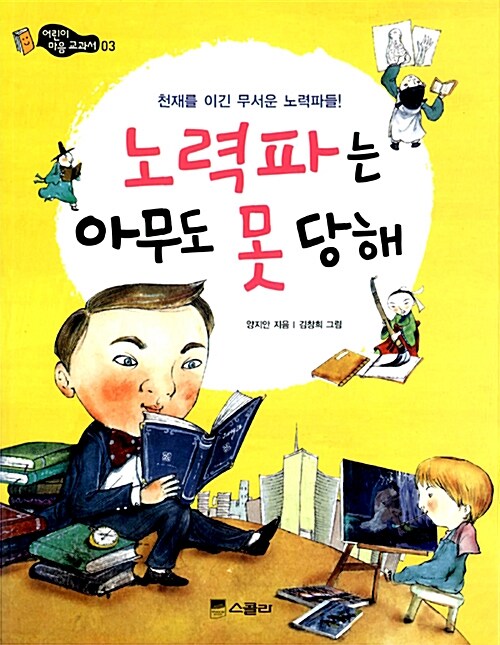 어린이
마음 교과서 03
천재를 이긴 무서운 노력파들!
노력파는
아무도 못 당해
양지안 지음 | 김창희 그림
스콜라